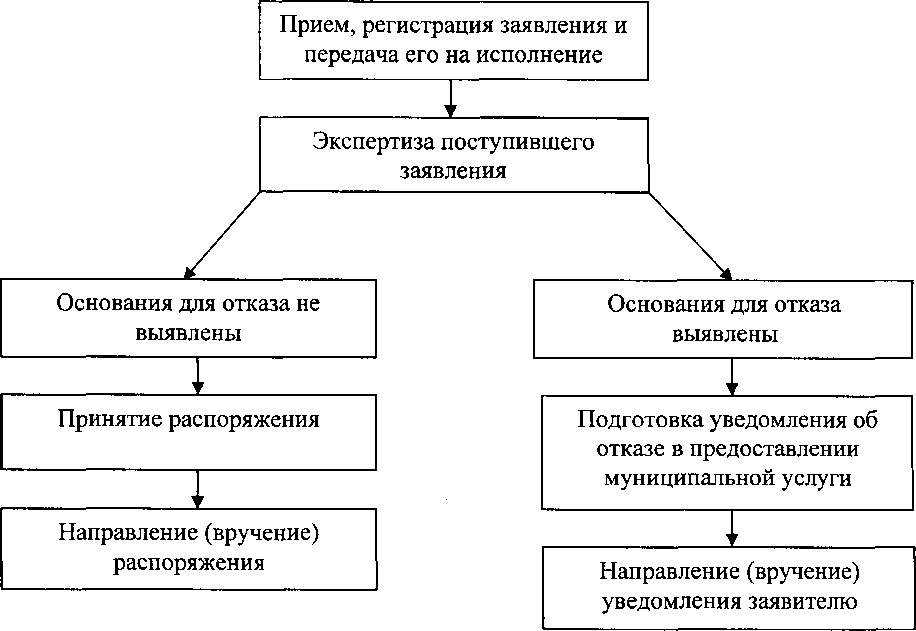 Прием, регистрация заявления и
передача его на исполнение
Экспертиза поступившего
заявления
Основания для отказа не
выявлены
Принятие распоряжения
Направление (вручение)
распоряжения
Основания для отказа
выявлены
Подготовка уведомления об
отказе в предоставлении
муниципальной услуги
Направление (вручение)
уведомления заявителю